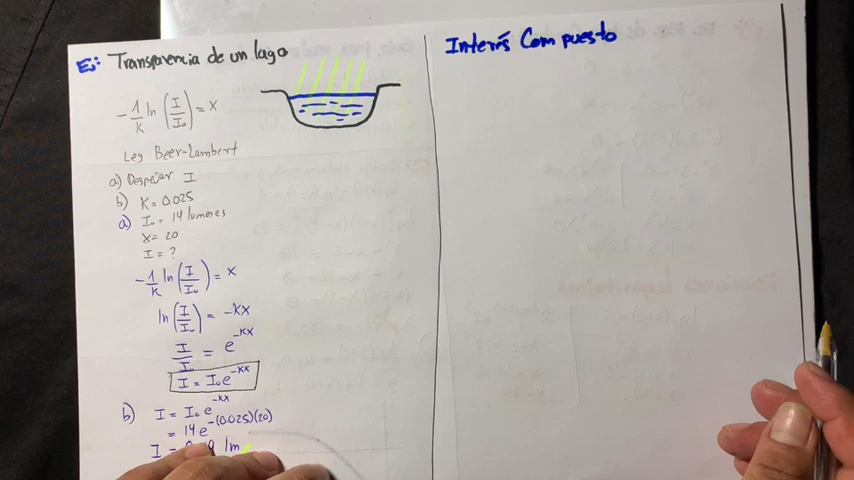 Ej: Transparencia de un lago
-1/K ln (I/I₀) = x
Ley Beer-Lambert
a) Despejar I
b) K = 0.025
a) I₀ = 14 lumenes
x = 20
I = ?
-1/K ln (I/I₀) = x
ln (I/I₀) = -Kx
I/I₀ = e^-Kx
I = I₀e^-Kx
b) I = I₀ e^-Kx
= 14 e^-(0.025)(20)
I = lm
Interés Compuesto